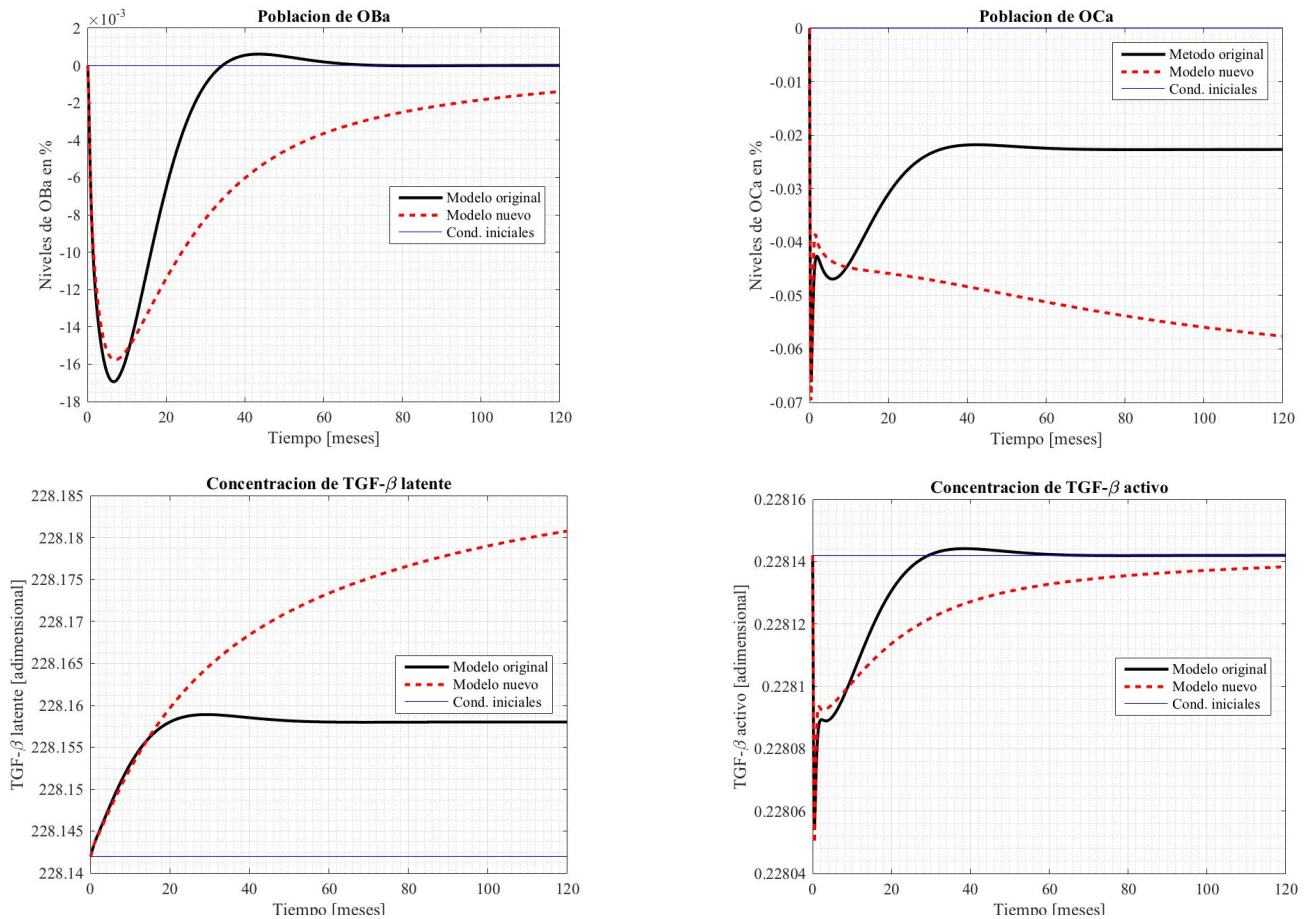 Poblacion de OBa
×10-3
2
0
-2
-4
-6
-8
-10
-12
-14
-16
-18
Niveles de OBa en %
Modelo original
Modelo nuevo
Cond. iniciales
0 20 40 60 80 100 120
Tiempo [meses]
Poblacion de OCa
0
-0.01
-0.02
-0.03
-0.04
-0.05
-0.06
-0.07
Niveles de OCa en %
Metodo original
Modelo nuevo
Cond. iniciales
0 20 40 60 80 100 120
Tiempo [meses]
Concentracion de TGF-β latente
228.185
228.18
228.175
228.17
228.165
228.16
228.155
228.15
228.145
228.14
TGF-β latente [adimensional]
Modelo original
Modelo nuevo
Cond. iniciales
0 20 40 60 80 100 120
Tiempo [meses]
Concentracion de TGF-β activo
0.22816
0.22814
0.22812
0.2281
0.22808
0.22806
0.22804
TGF-β activo [adimensional]
Modelo original
Modelo nuevo
Cond. iniciales
0 20 40 60 80 100 120
Tiempo [meses]